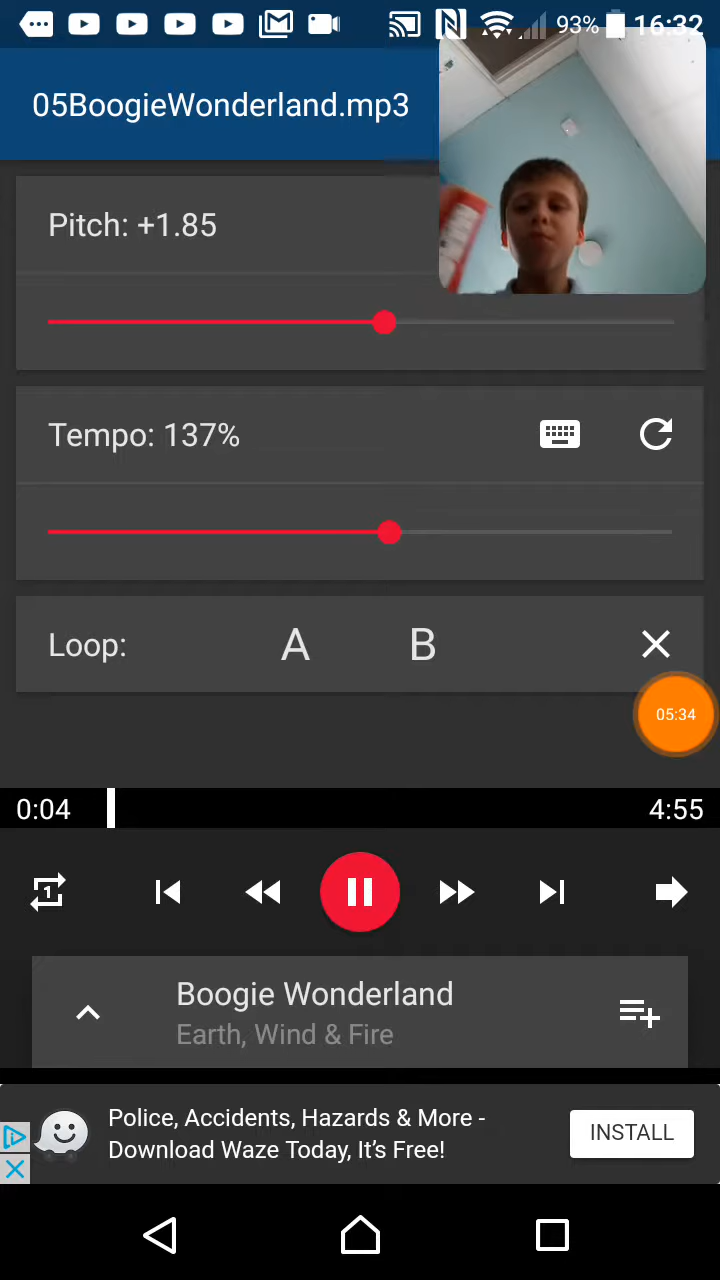 93% 16:32
05BoogieWonderland.mp3
Pitch: +1.85
Tempo: 137%
Loop: A B
05:34
0:04 4:55
1
Boogie Wonderland
Earth, Wind & Fire
Police, Accidents, Hazards & More -
Download Waze Today, It's Free!
INSTALL